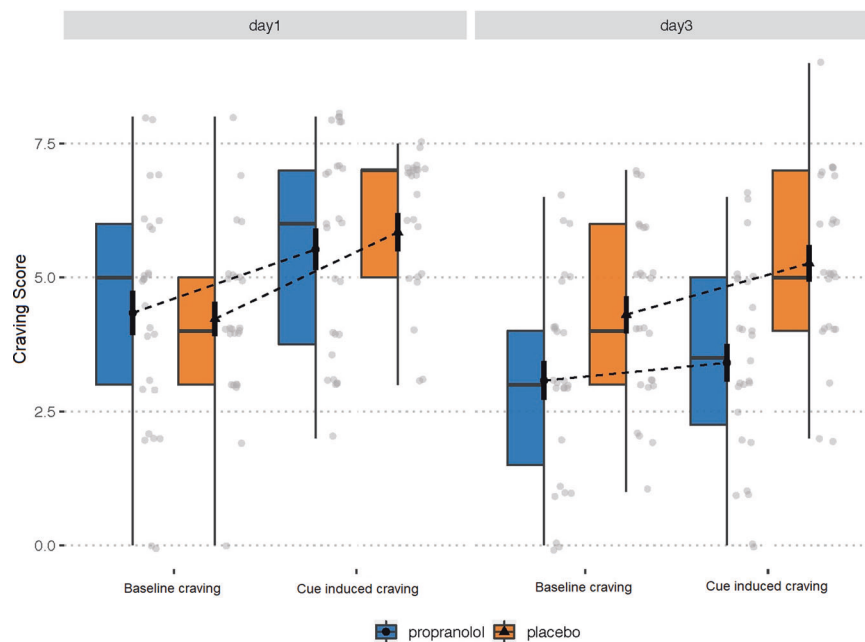 day1
day3
Craving Score
7.5
5.0
2.5
0.0
Baseline craving
Cue induced craving
Baseline craving
Cue induced craving
propranolol
placebo